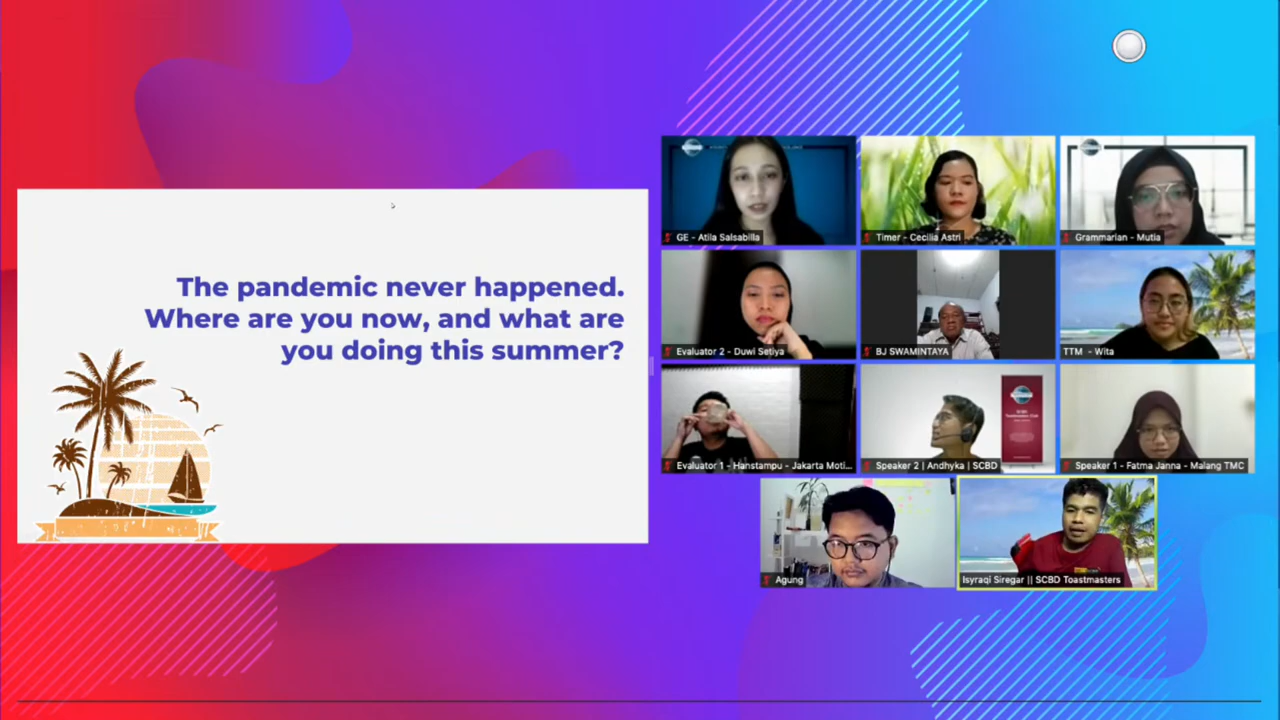 The pandemic never happened.
Where are you now, and what are
you doing this summer?
GE - Atila Salsabilla
Timer - Cecilia Astri
Grammarian - Mutia
Evaluator 2 - Duwi Setiya
BJ SWAMINTAYA
TTM - Wita
Evaluator 1 - Hanstampu - Jakarta Moti...
Speaker 2 | Andhyka | SCBD
Speaker 1 - Fatma Janna - Malang TMC
Agung
Isyraqi Siregar || SCBD Toastmasters